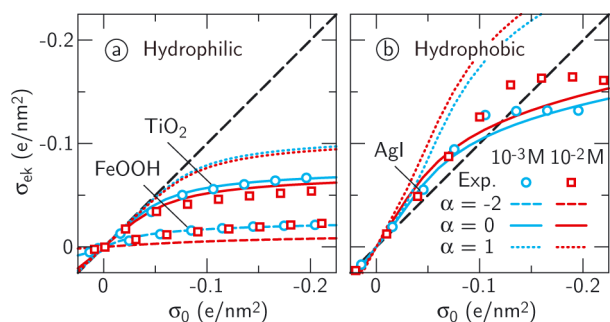 a Hydrophilic
b Hydrophobic
-0.2
-0.1
0
σek (e/nm²)
TiO₂
FeOOH
AgI
10⁻³M 10⁻²M
Exp.
α = -2
α = 0
α = 1
0 -0.1 -0.2
0 -0.1 -0.2
σ₀ (e/nm²)
σ₀ (e/nm²)